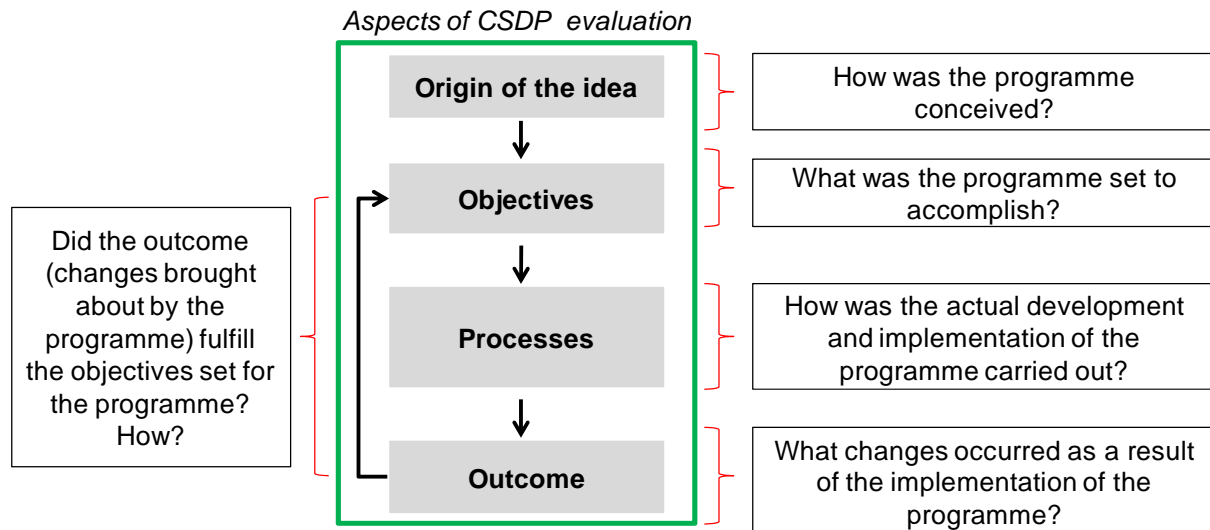 Aspects of CSDP evaluation
Origin of the idea
How was the programme
conceived?
Objectives
What was the programme set to
accomplish?
Did the outcome
(changes brought
about by the
programme) fulfill
the objectives set for
the programme?
How?
Processes
How was the actual development
and implementation of the
programme carried out?
Outcome
What changes occurred as a result
of the implementation of the
programme?